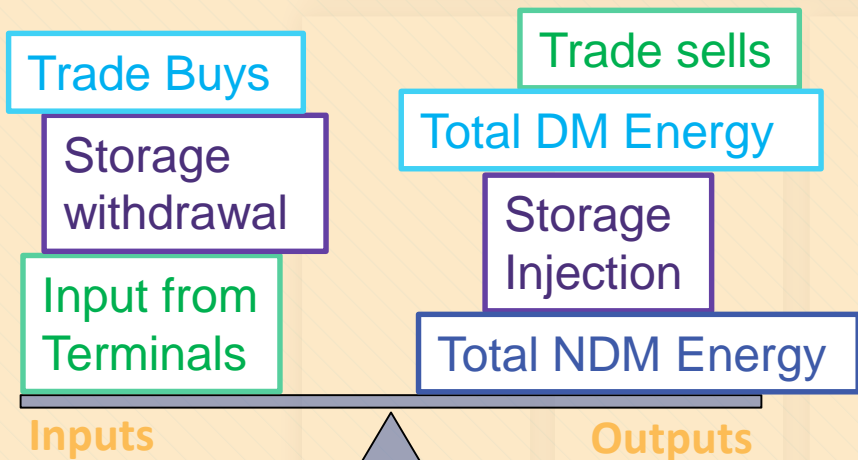 Trade Buys
Storage
withdrawal
Input from
Terminals
Inputs
Trade sells
Total DM Energy
Storage
Injection
Total NDM Energy
Outputs